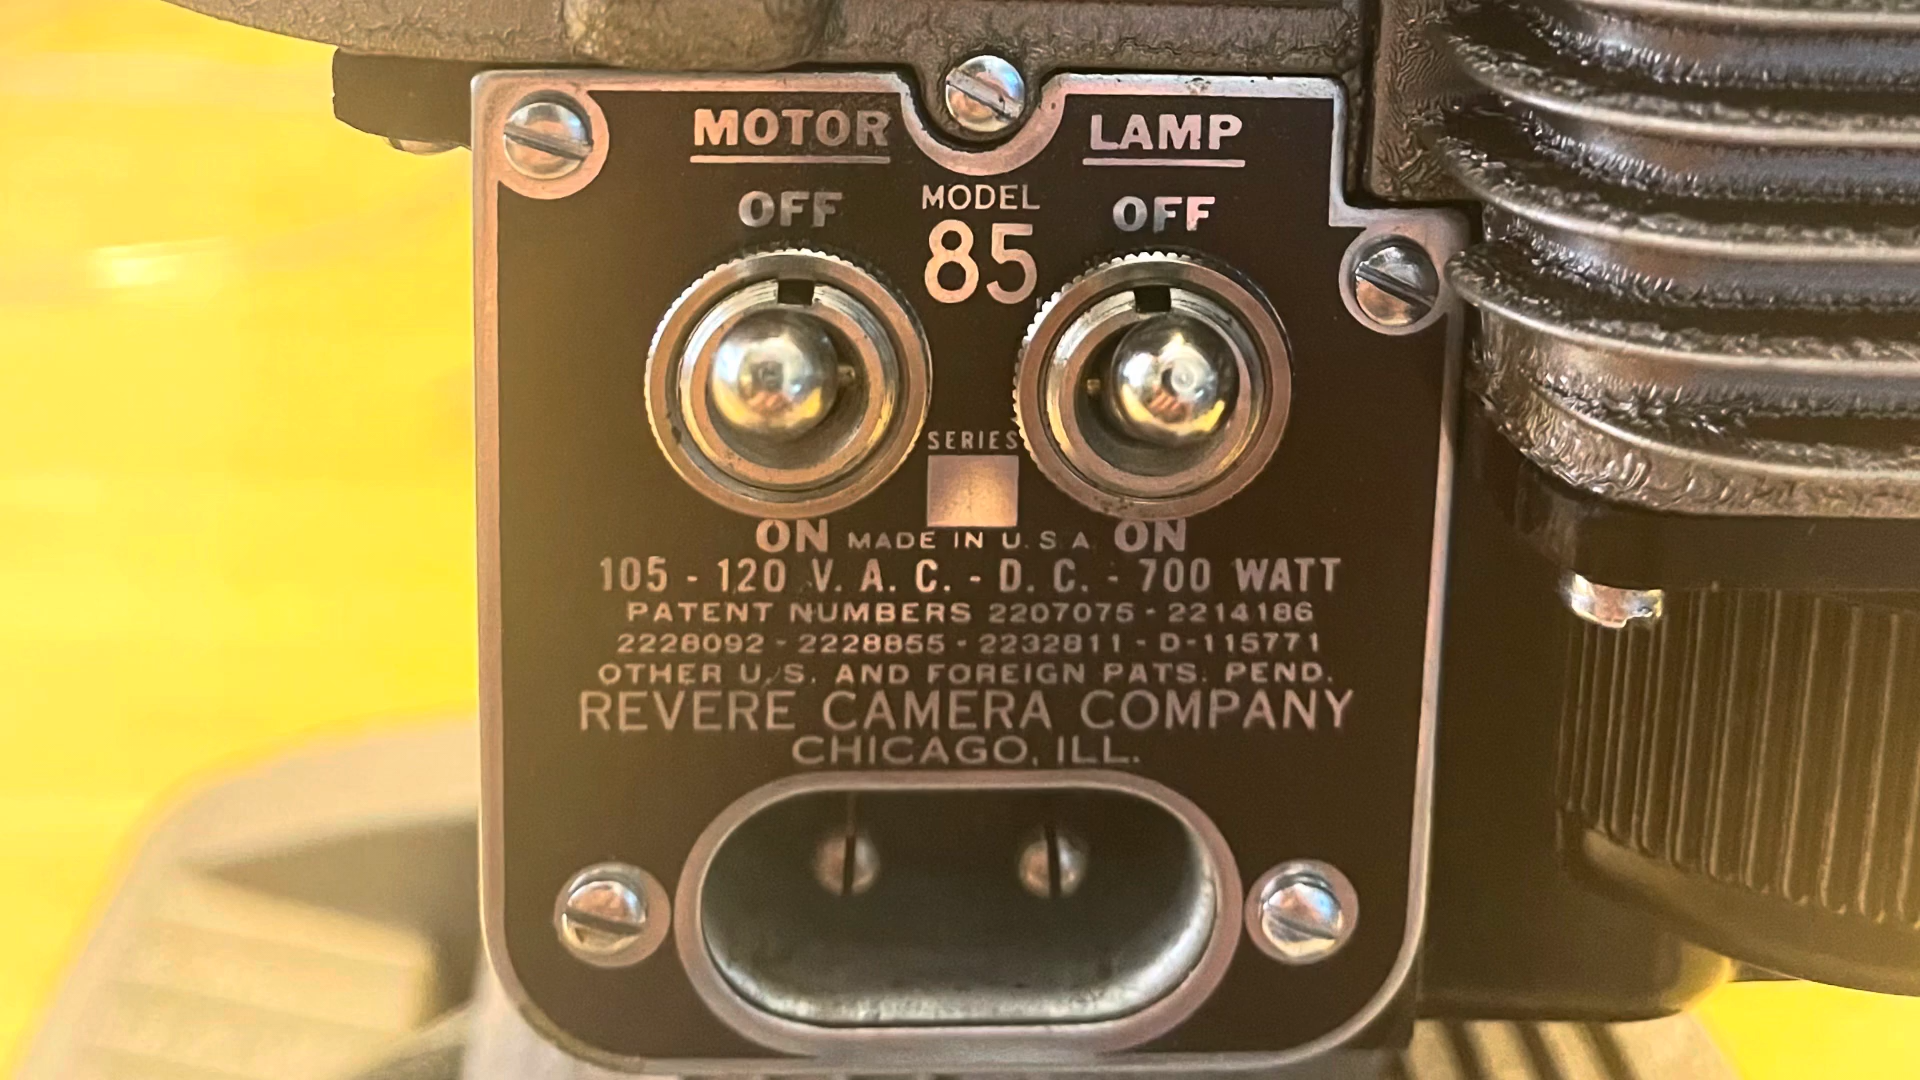 MOTOR LAMP
OFF MODEL OFF
85
SERIES
ON MADE IN U.S.A ON
105 - 120 V. A. C. - D. C. - 700 WATT
PATENT NUMBERS 2207075 - 2214186
2228092 - 2228855 - 2232811 - D-115771
OTHER U.S. AND FOREIGN PATS. PEND.
REVERE CAMERA COMPANY
CHICAGO, ILL.